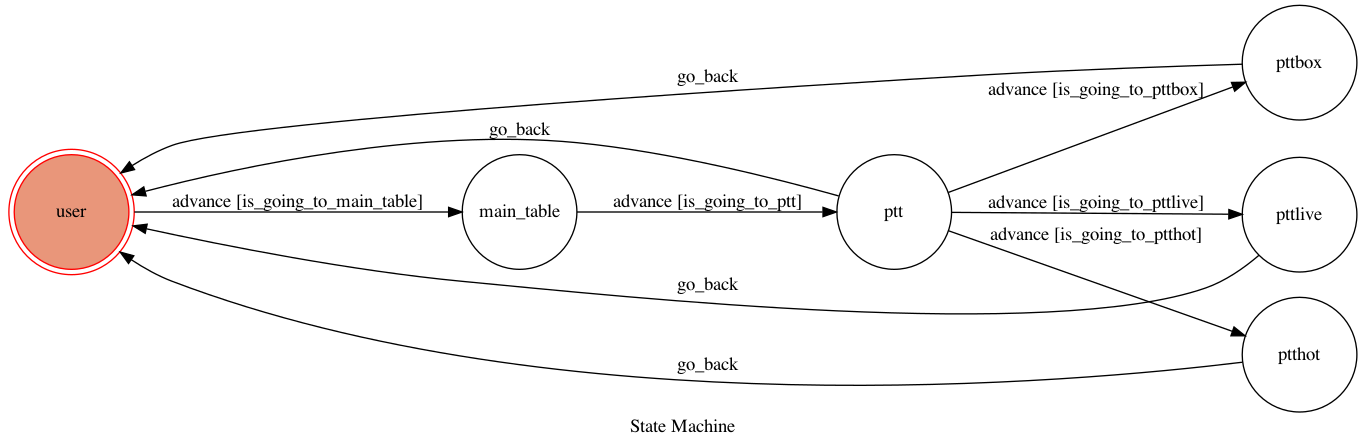 pttbox
go_back
advance [is_going_to_pttbox]
go_back
user
advance [is_going_to_main_table]
main_table
advance [is_going_to_ptt]
ptt
advance [is_going_to_pttlive]
pttlive
advance [is_going_to_ptthot]
go_back
ptthot
go_back
State Machine